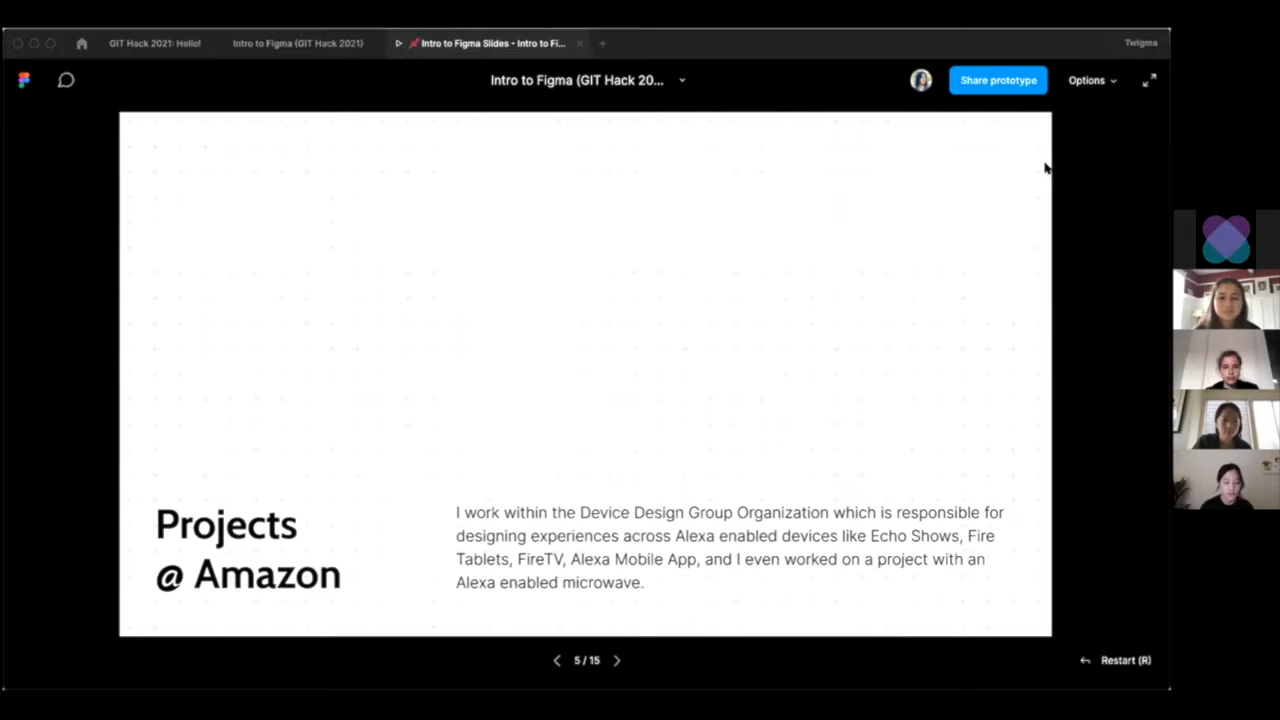 GIT Hack 2021: Hello!
Intro to Figma (GIT Hack 2021)
Intro to Figma Slides - Intro to Fi...
Twigma
Intro to Figma (GIT Hack 20...
Share prototype
Options
Projects
@ Amazon
I work within the Device Design Group Organization which is responsible for
designing experiences across Alexa enabled devices like Echo Shows, Fire
Tablets, FireTV, Alexa Mobile App, and I even worked on a project with an
Alexa enabled microwave.
5 / 15
Restart (R)